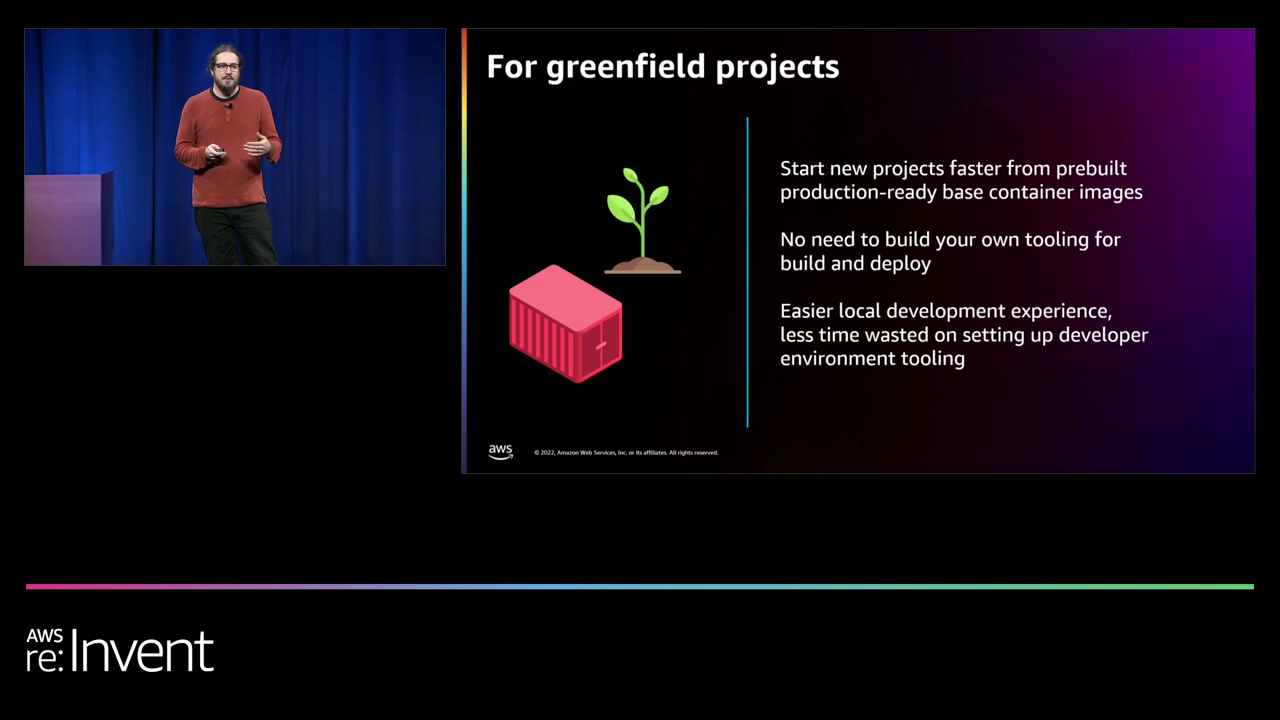 For greenfield projects
Start new projects faster from prebuilt
production-ready base container images
No need to build your own tooling for
build and deploy
Easier local development experience,
less time wasted on setting up developer
environment tooling
aws
© 2022, Amazon Web Services, Inc. or its affiliates. All rights reserved.
AWS
re:Invent